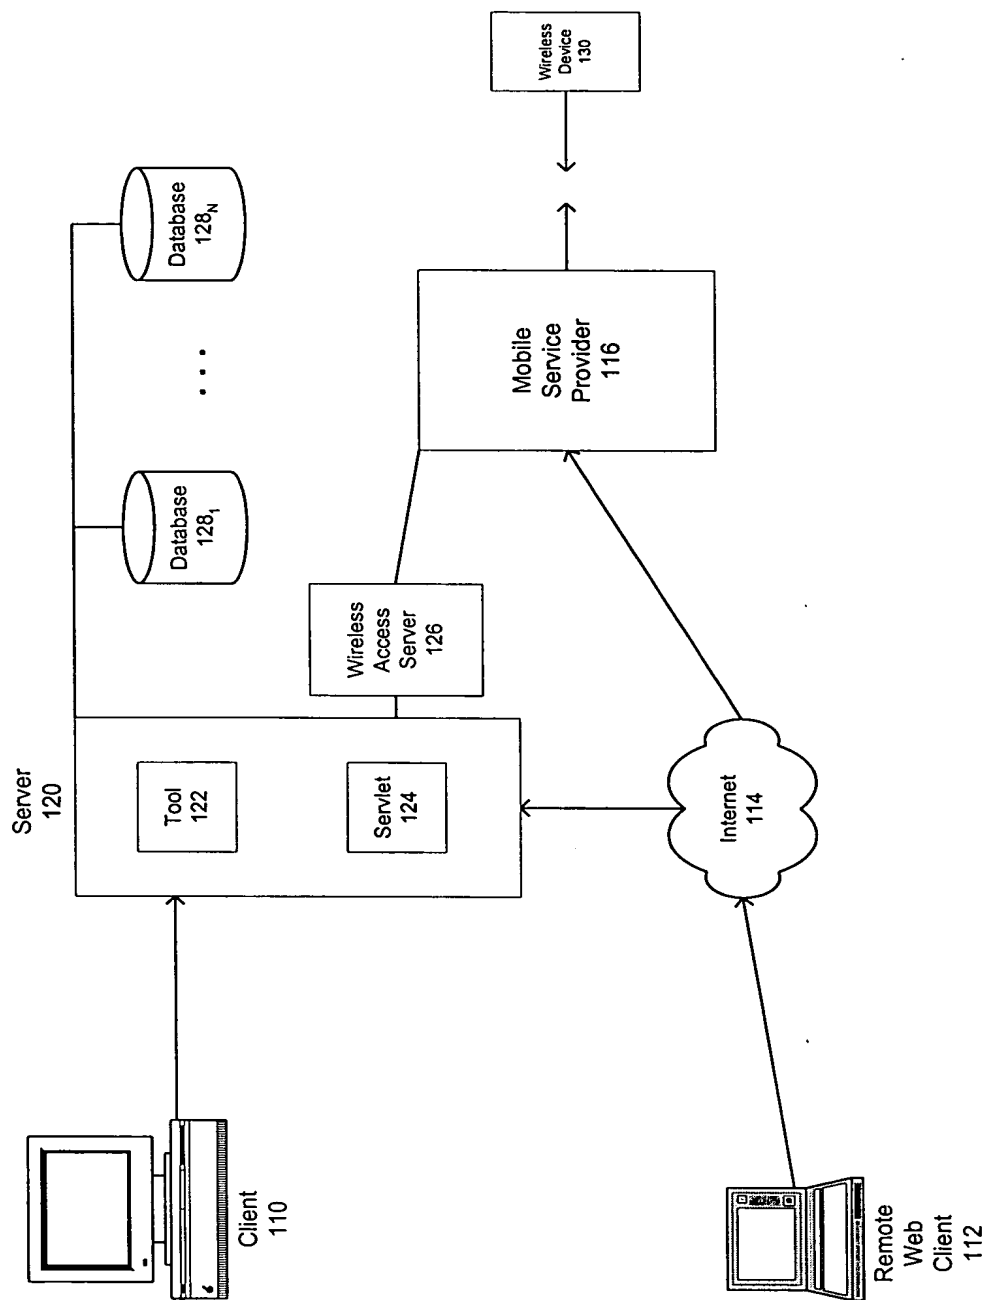 Server
120
Tool
122
Servlet
124
Database
128₁
. . .
Database
128N
Wireless
Access
Server
126
Mobile
Service
Provider
116
Wireless
Device
130
Client
110
Internet
114
Remote
Web
Client
112